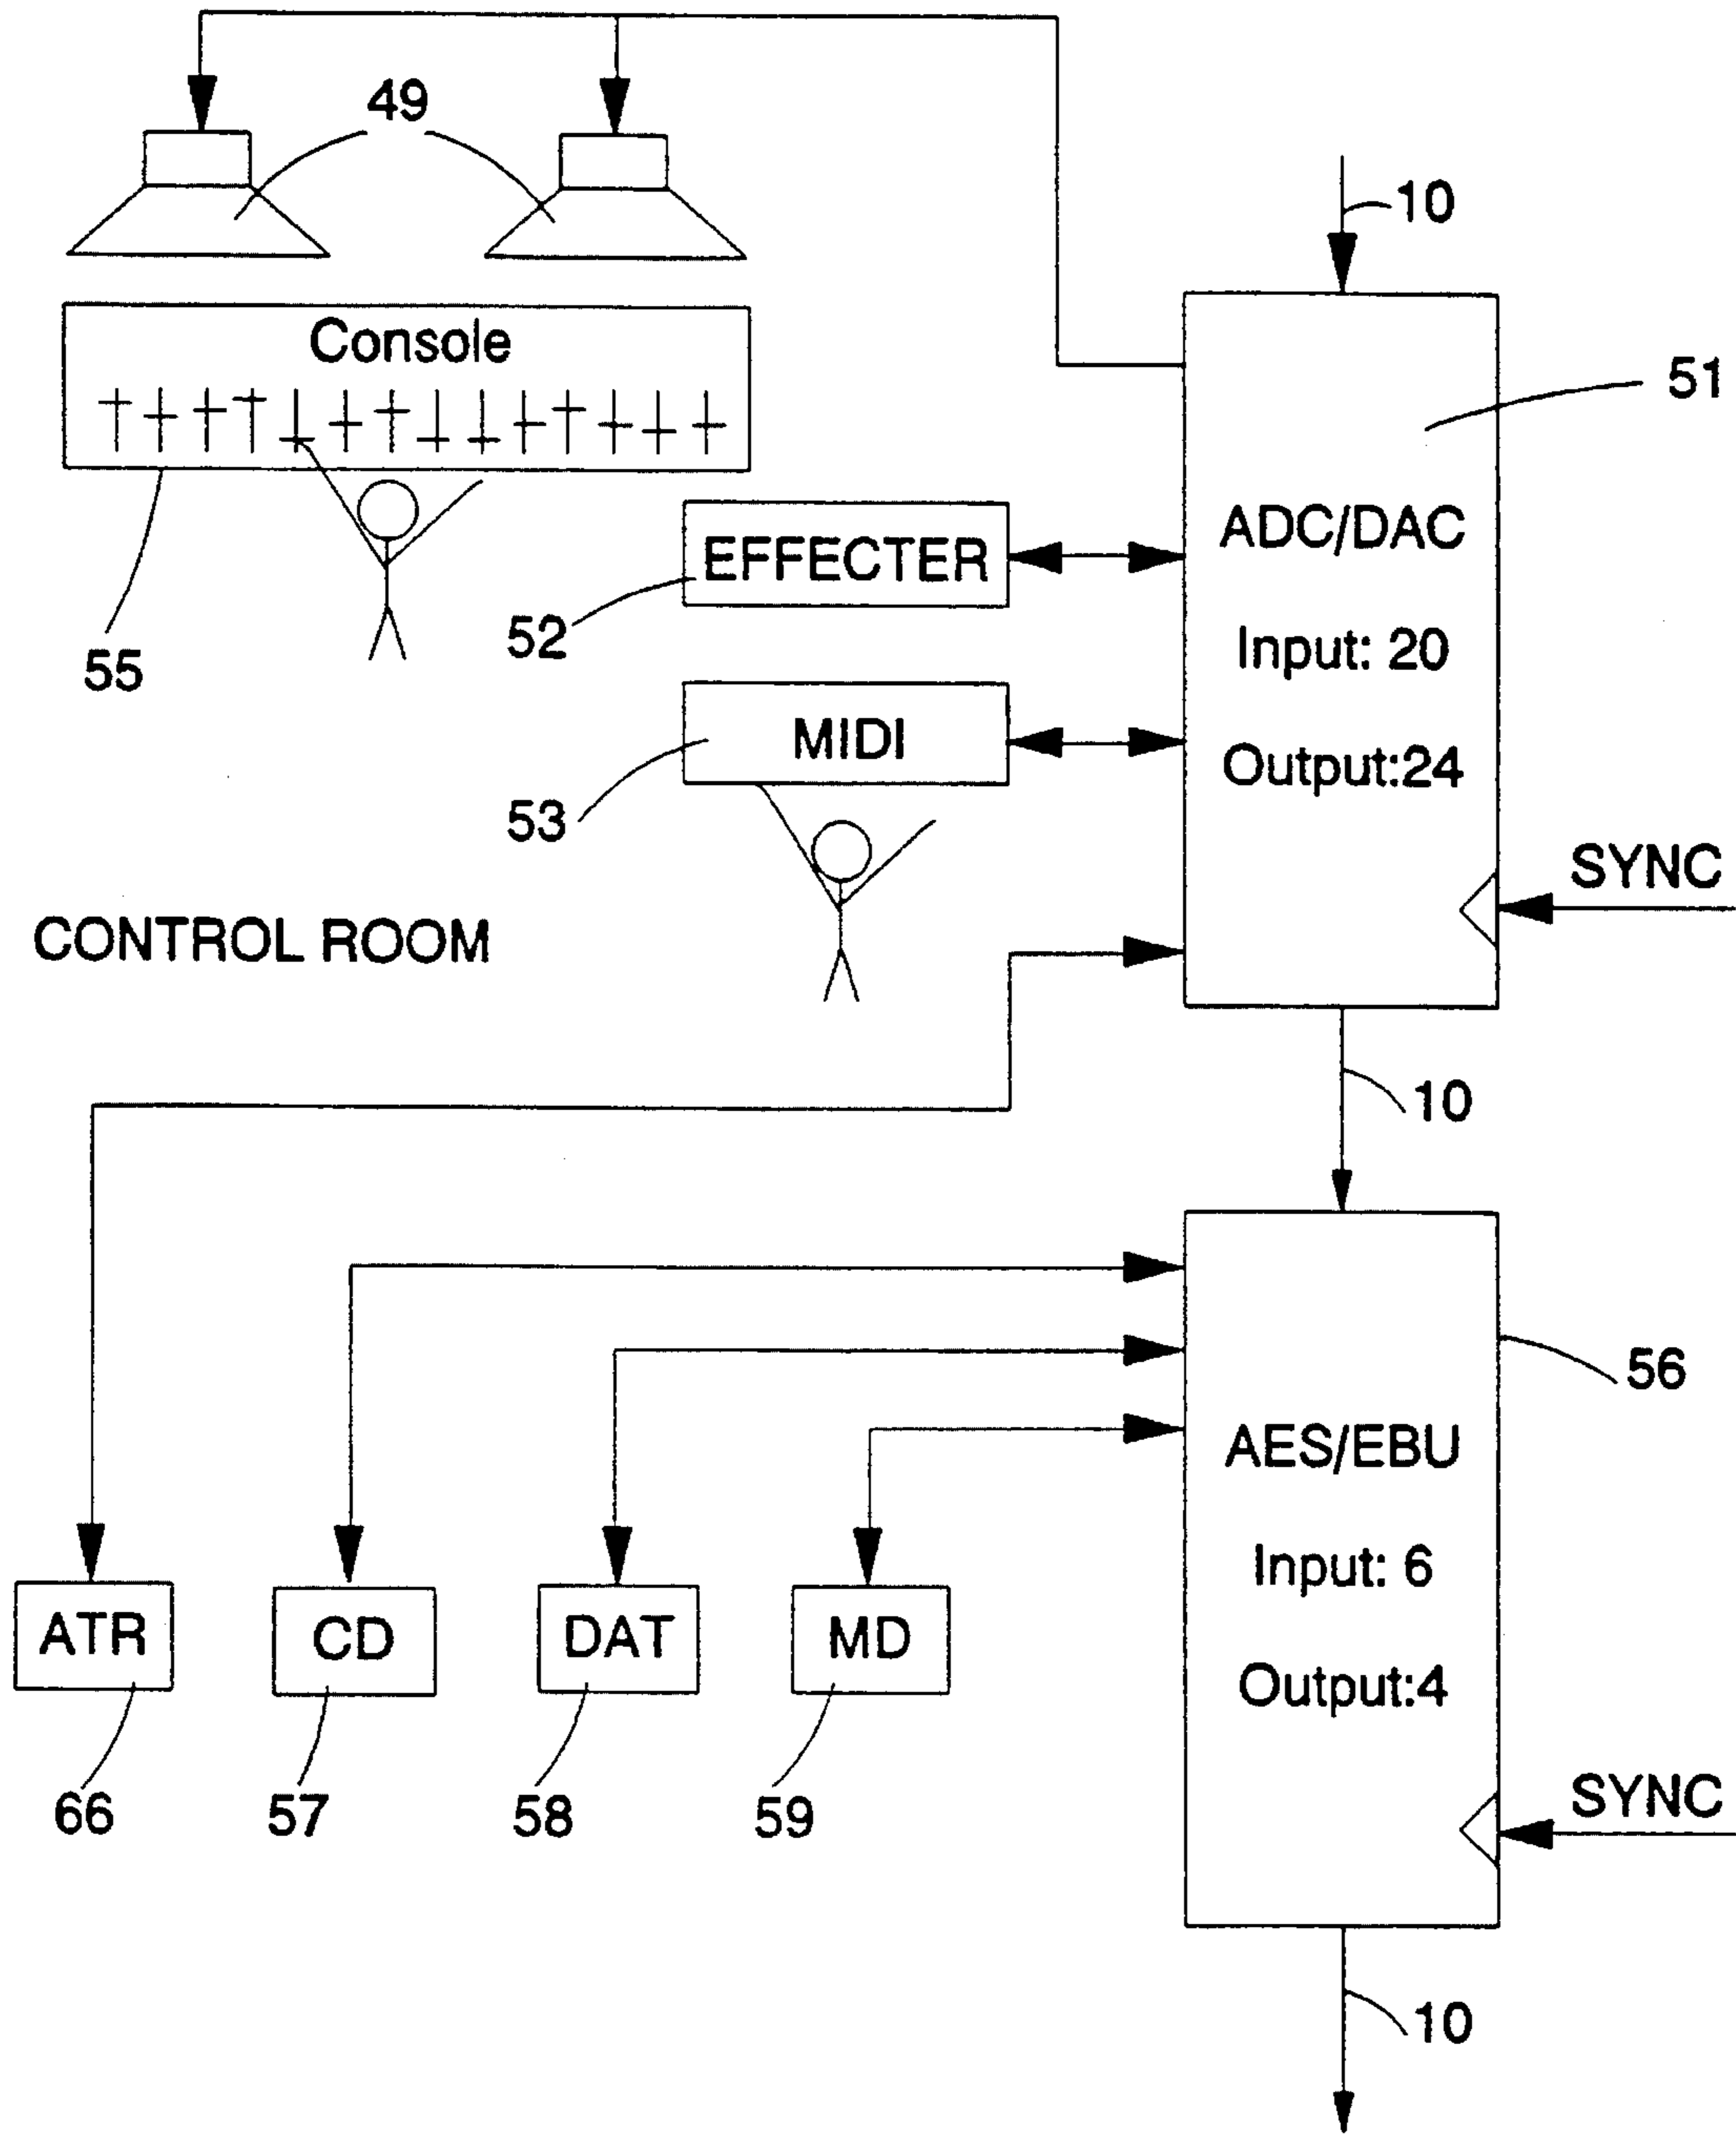 49
10
Console
51
ADC/DAC
EFFECTER
52
Input: 20
55
MIDI
Output:24
53
SYNC
CONTROL ROOM
10
56
AES/EBU
Input: 6
ATR
CD
DAT
MD
Output:4
SYNC
66
57
58
59
10